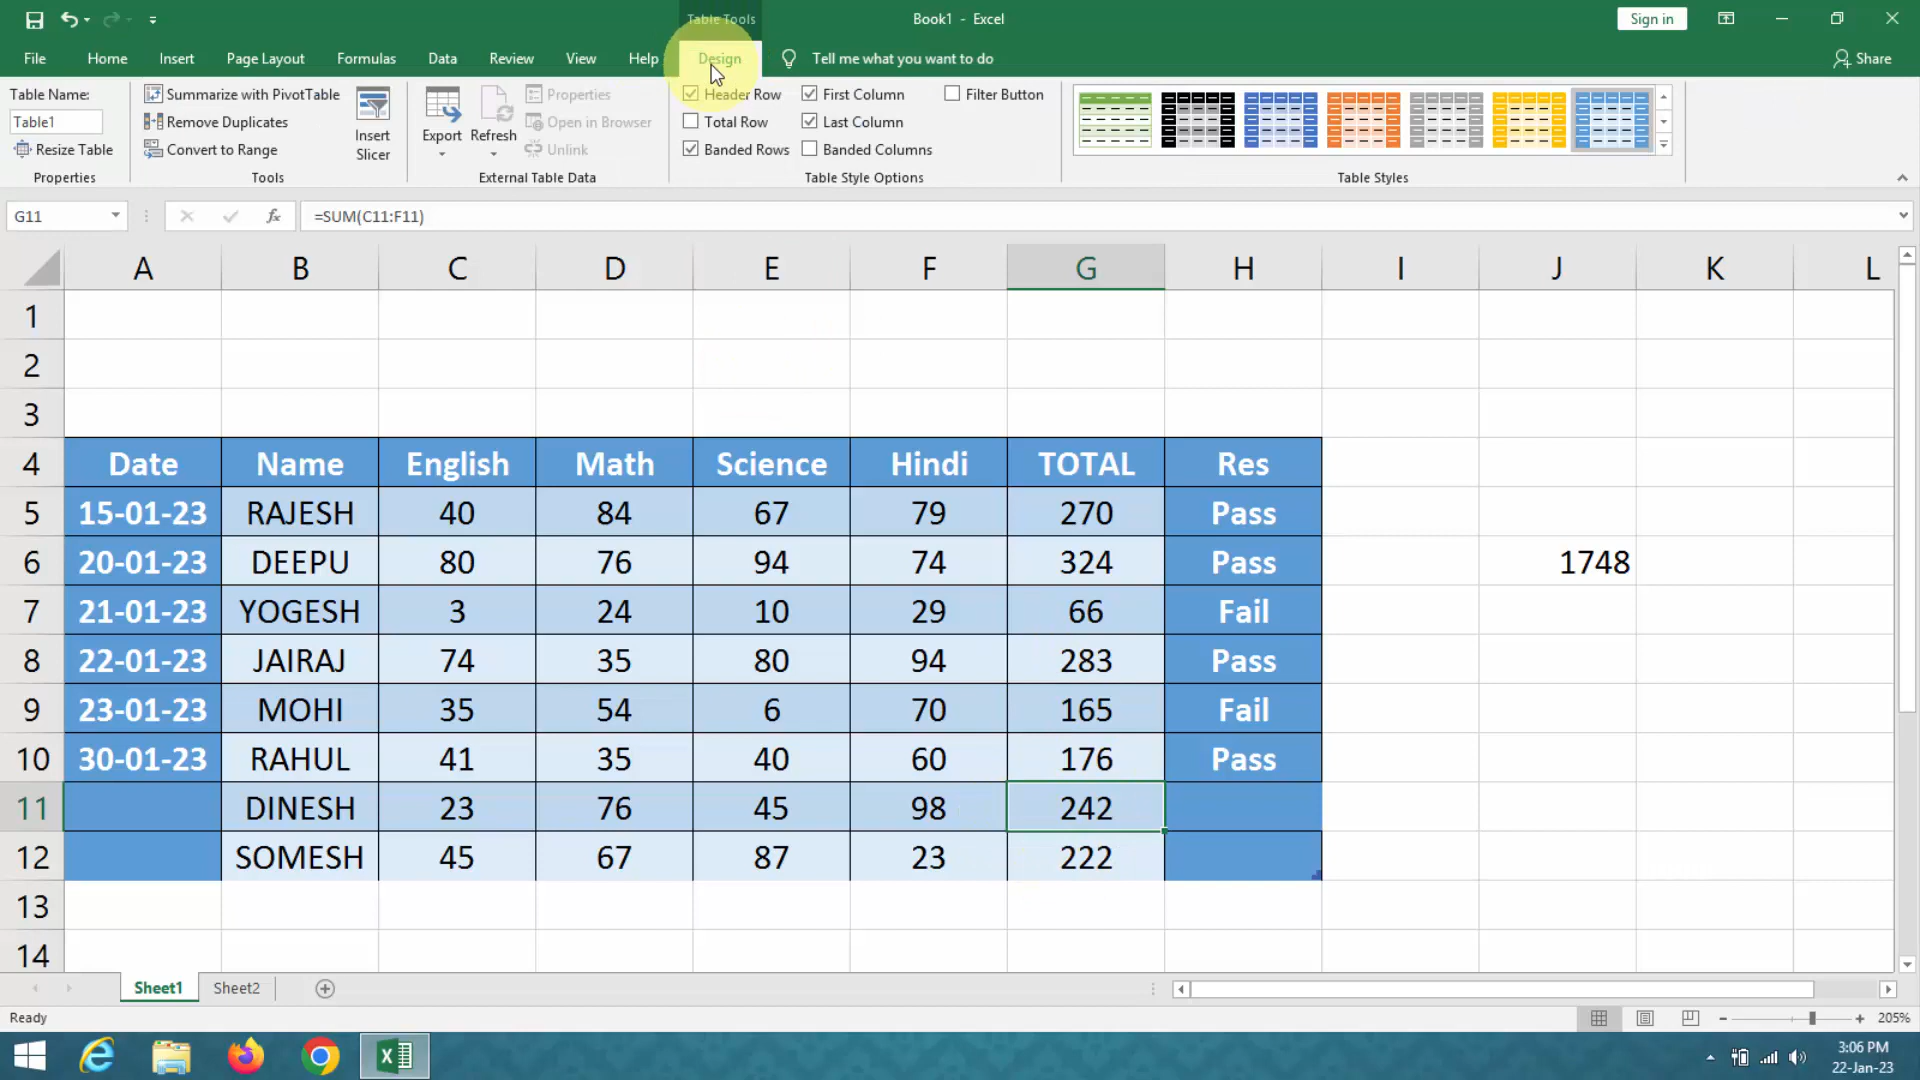 Table Tools
Book1 - Excel
Sign in
File Home Insert Page Layout Formulas Data Review View Help Design Tell me what you want to do Share
Table Name:
Table1
Resize Table
Properties
Summarize with PivotTable
Remove Duplicates
Convert to Range
Tools
Insert
Slicer
Export
Refresh
Properties
Open in Browser
Unlink
External Table Data
Header Row First Column Filter Button
Total Row Last Column
Banded Rows Banded Columns
Table Style Options
Table Styles
G11 fx =SUM(C11:F11)
A B C D E F G H I J K L
1
2
3
4 Date Name English Math Science Hindi TOTAL Res
5 15-01-23 RAJESH 40 84 67 79 270 Pass
6 20-01-23 DEEPU 80 76 94 74 324 Pass 1748
7 21-01-23 YOGESH 3 24 10 29 66 Fail
8 22-01-23 JAIRAJ 74 35 80 94 283 Pass
9 23-01-23 MOHI 35 54 6 70 165 Fail
10 30-01-23 RAHUL 41 35 40 60 176 Pass
11 DINESH 23 76 45 98 242
12 SOMESH 45 67 87 23 222
13
14
Sheet1 Sheet2
Ready
205%
3:06 PM
22-Jan-23